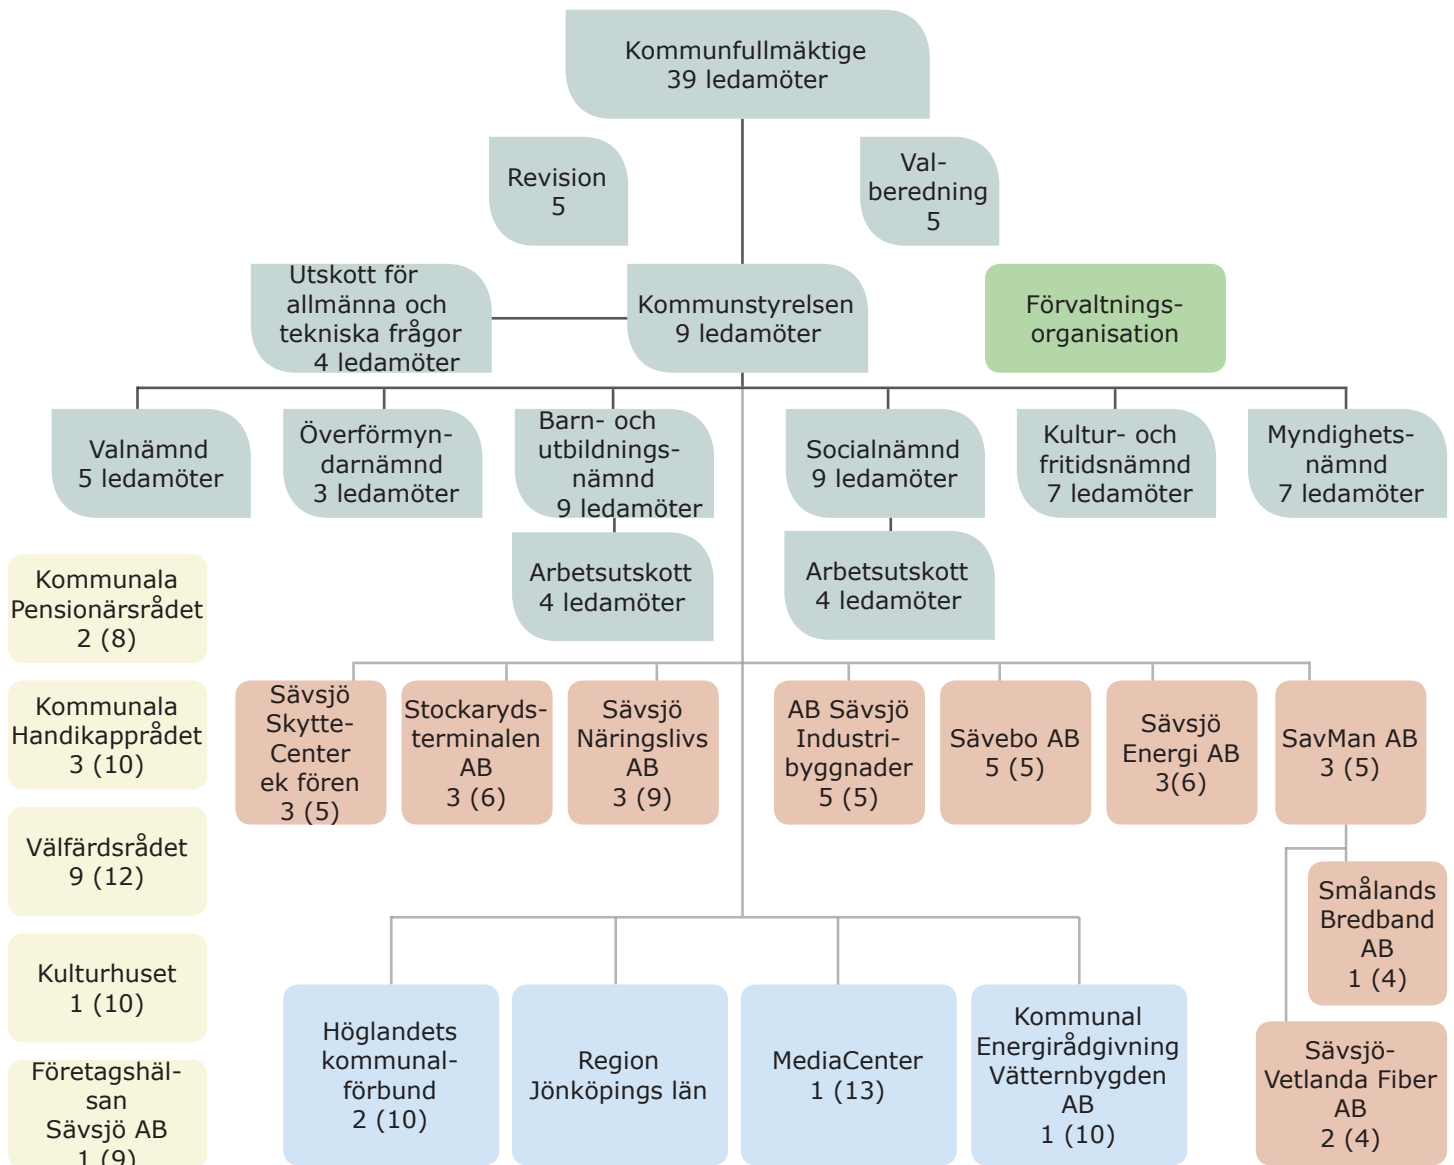 Kommunfullmäktige
39 ledamöter
Revision
5
Val-
beredning
5
Utskott för
allmänna och
tekniska frågor
4 ledamöter
Kommunstyrelsen
9 ledamöter
Förvaltnings-
organisation
Valnämnd
5 ledamöter
Överförmyn-
darnämnd
3 ledamöter
Barn- och
utbildnings-
nämnd
9 ledamöter
Socialnämnd
9 ledamöter
Kultur- och
fritidsnämnd
7 ledamöter
Myndighets-
nämnd
7 ledamöter
Arbetsutskott
4 ledamöter
Arbetsutskott
4 ledamöter
Kommunala
Pensionärsrådet
2 (8)
Kommunala
Handikapprådet
3 (10)
Välfärdsrådet
9 (12)
Kulturhuset
1 (10)
Företagshäl-
san
Sävsjö AB
1 (9)
Sävsjö
Skytte-
Center
ek fören
3 (5)
Stockaryds-
terminalen
AB
3 (6)
Sävsjö
Näringslivs
AB
3 (9)
AB Sävsjö
Industri-
byggnader
5 (5)
Sävebo AB
5 (5)
Sävsjö
Energi AB
3(6)
SavMan AB
3 (5)
Smålands
Bredband
AB
1 (4)
Sävsjö-
Vetlanda Fiber
AB
2 (4)
Höglandets
kommunal-
förbund
2 (10)
Region
Jönköpings län
MediaCenter
1 (13)
Kommunal
Energirådgivning
Vätternbygden
AB
1 (10)